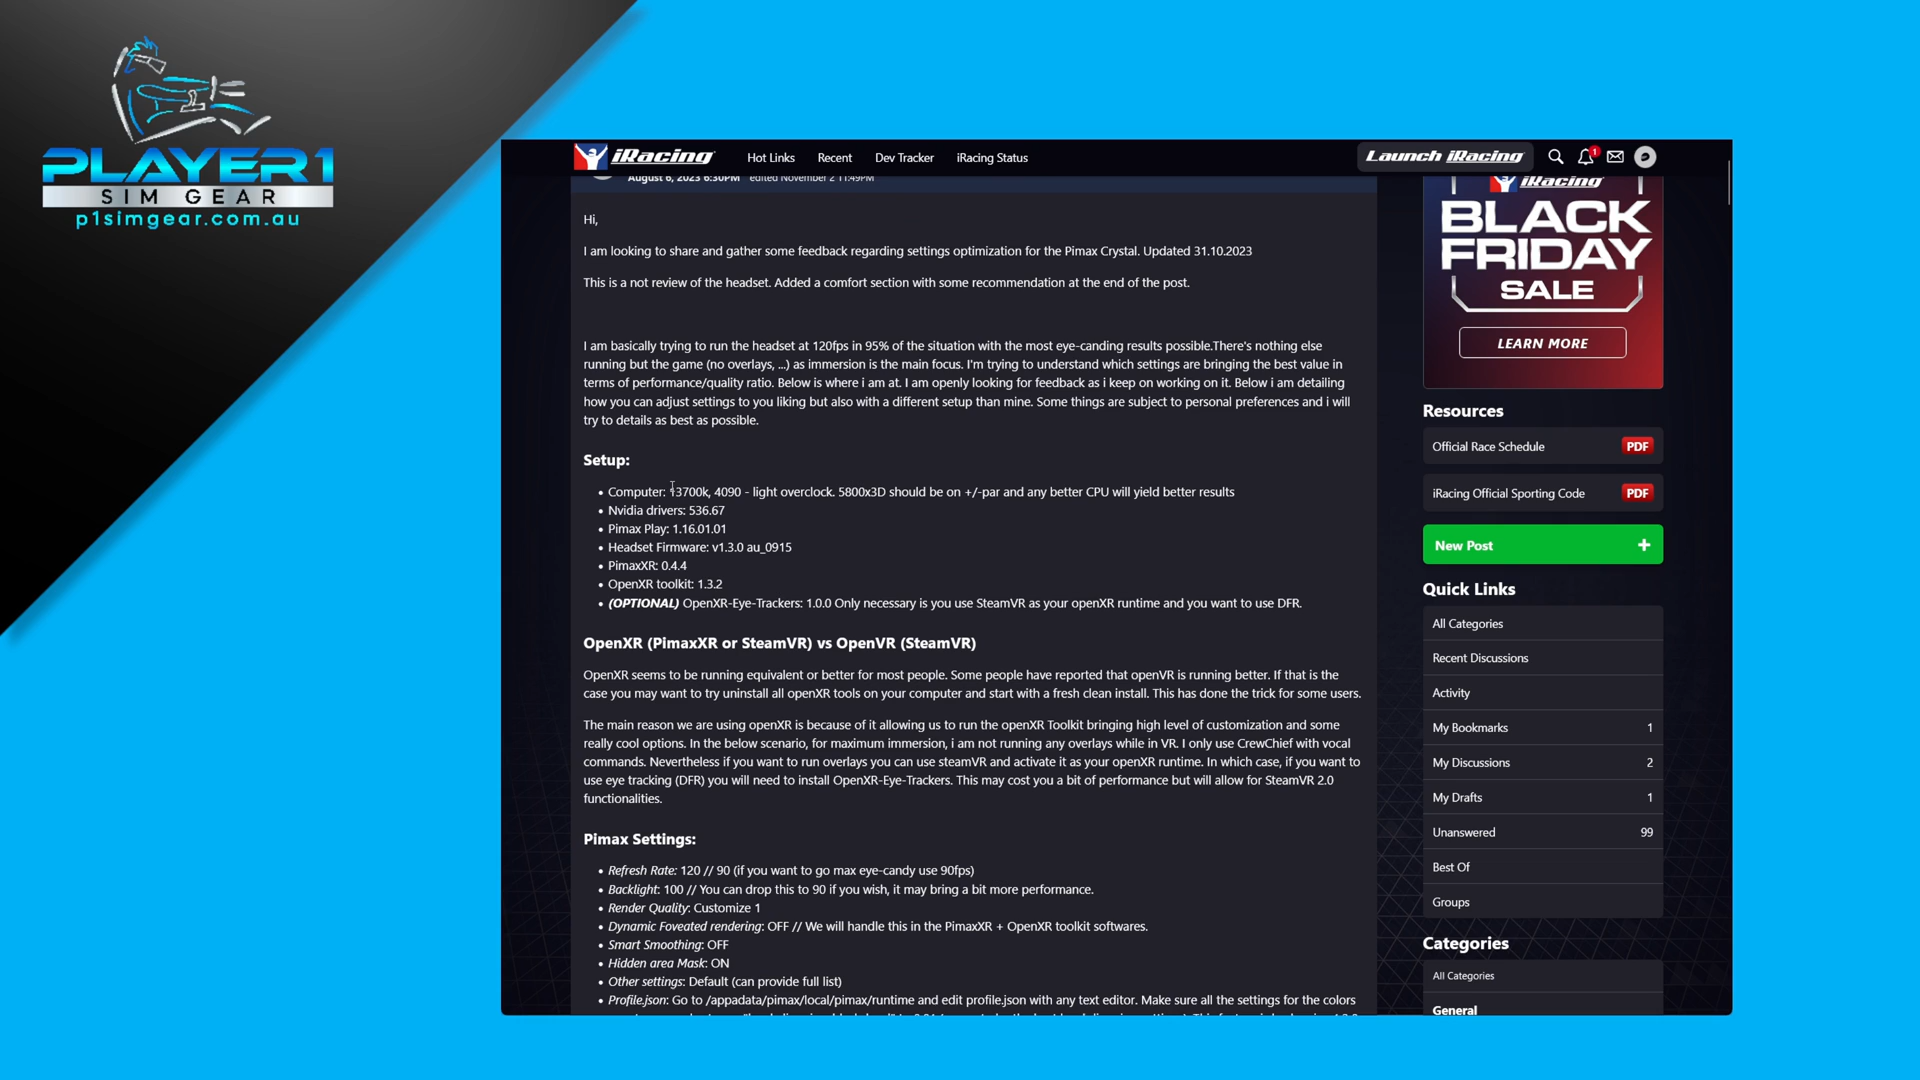 PLAYER1
SIM GEAR
p1simgear.com.au
iRacing
Hot Links
Recent
Dev Tracker
iRacing Status
Launch iRacing
1
August 6, 2023 6:30PM edited November 2 11:49PM
Hi,
I am looking to share and gather some feedback regarding settings optimization for the Pimax Crystal. Updated 31.10.2023
This is a not review of the headset. Added a comfort section with some recommendation at the end of the post.
I am basically trying to run the headset at 120fps in 95% of the situation with the most eye-canding results possible.There's nothing else
running but the game (no overlays, ...) as immersion is the main focus. I'm trying to understand which settings are bringing the best value in
terms of performance/quality ratio. Below is where i am at. I am openly looking for feedback as i keep on working on it. Below i am detailing
how you can adjust settings to you liking but also with a different setup than mine. Some things are subject to personal preferences and i will
try to details as best as possible.
Setup:
• Computer: 13700k, 4090 - light overclock. 5800x3D should be on +/-par and any better CPU will yield better results
• Nvidia drivers: 536.67
• Pimax Play: 1.16.01.01
• Headset Firmware: v1.3.0 au_0915
• PimaxXR: 0.4.4
• OpenXR toolkit: 1.3.2
• (OPTIONAL) OpenXR-Eye-Trackers: 1.0.0 Only necessary is you use SteamVR as your openXR runtime and you want to use DFR.
OpenXR (PimaxXR or SteamVR) vs OpenVR (SteamVR)
OpenXR seems to be running equivalent or better for most people. Some people have reported that openVR is running better. If that is the
case you may want to try uninstall all openXR tools on your computer and start with a fresh clean install. This has done the trick for some users.
The main reason we are using openXR is because of it allowing us to run the openXR Toolkit bringing high level of customization and some
really cool options. In the below scenario, for maximum immersion, i am not running any overlays while in VR. I only use CrewChief with vocal
commands. Nevertheless if you want to run overlays you can use steamVR and activate it as your openXR runtime. In which case, if you want to
use eye tracking (DFR) you will need to install OpenXR-Eye-Trackers. This may cost you a bit of performance but will allow for SteamVR 2.0
functionalities.
Pimax Settings:
• Refresh Rate: 120 // 90 (if you want to go max eye-candy use 90fps)
• Backlight: 100 // You can drop this to 90 if you wish, it may bring a bit more performance.
• Render Quality: Customize 1
• Dynamic Foveated rendering: OFF // We will handle this in the PimaxXR + OpenXR toolkit softwares.
• Smart Smoothing: OFF
• Hidden area Mask: ON
• Other settings: Default (can provide full list)
• Profile.json: Go to /appadata/pimax/local/pimax/runtime and edit profile.json with any text editor. Make sure all the settings for the colors
iRacing
BLACK
FRIDAY
SALE
LEARN MORE
Resources
Official Race Schedule PDF
iRacing Official Sporting Code PDF
New Post +
Quick Links
All Categories
Recent Discussions
Activity
My Bookmarks 1
My Discussions 2
My Drafts 1
Unanswered 99
Best Of
Groups
Categories
All Categories
General